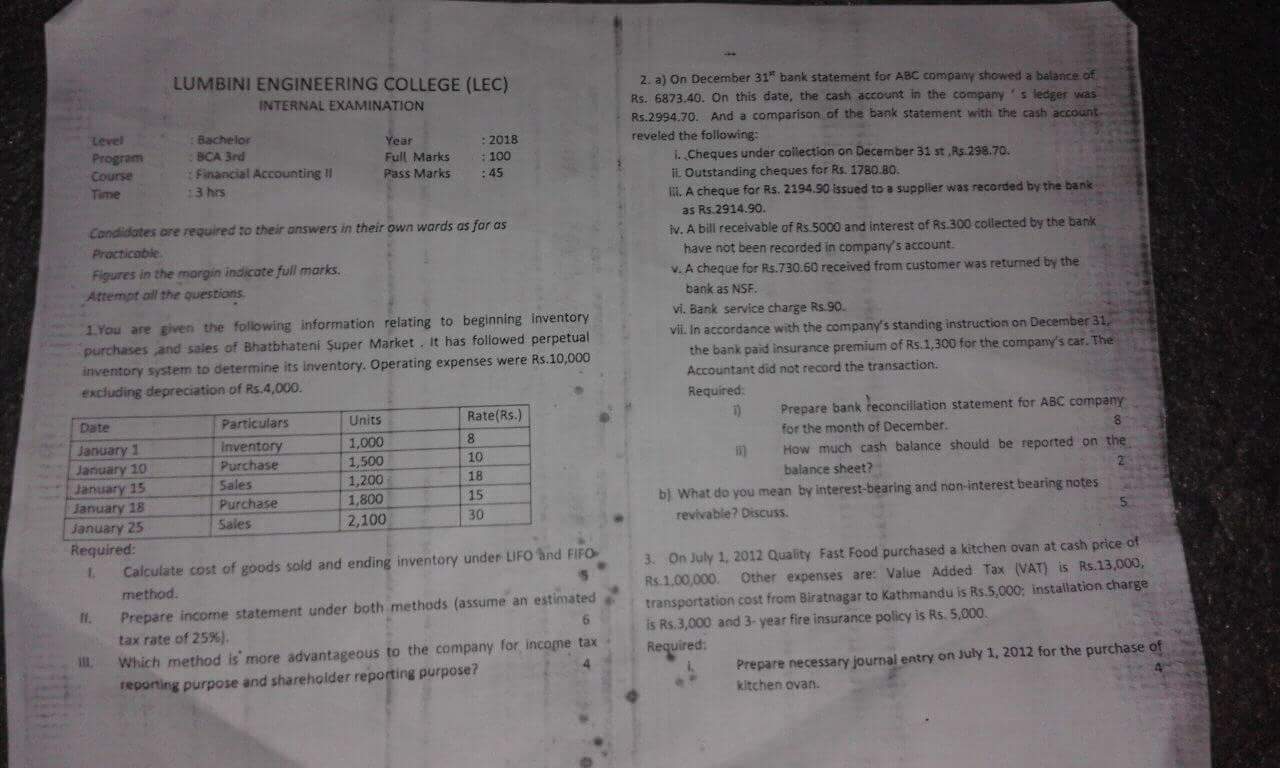 LUMBINI ENGINEERING COLLEGE (LEC)
INTERNAL EXAMINATION
Level : Bachelor Year : 2018
Program : BCA 3rd Full Marks : 100
Course : Financial Accounting II Pass Marks : 45
Time : 3 hrs
Candidates are required to their answers in their own wards as far as
Practicable.
Figures in the margin indicate full marks.
Attempt all the questions.
1.You are given the following information relating to beginning inventory
purchases ,and sales of Bhatbhateni Super Market . It has followed perpetual
inventory system to determine its inventory. Operating expenses were Rs.10,000
excluding depreciation of Rs.4,000.
Date Particulars Units Rate(Rs.)
January 1 Inventory 1,000 8
January 10 Purchase 1,500 10
January 15 Sales 1,200 18
January 18 Purchase 1,800 15
January 25 Sales 2,100 30
Required:
I. Calculate cost of goods sold and ending inventory under LIFO and FIFO
method. 5
II. Prepare income statement under both methods (assume an estimated
tax rate of 25%). 6
III. Which method is more advantageous to the company for income tax
reporting purpose and shareholder reporting purpose? 4
2. a) On December 31st bank statement for ABC company showed a balance of
Rs. 6873.40. On this date, the cash account in the company ' s ledger was
Rs.2994.70. And a comparison of the bank statement with the cash account
reveled the following:
i. .Cheques under collection on December 31 st ,Rs.298.70.
ii. Outstanding cheques for Rs. 1780.80.
iii. A cheque for Rs. 2194.90 issued to a supplier was recorded by the bank
as Rs.2914.90.
iv. A bill receivable of Rs.5000 and interest of Rs.300 collected by the bank
have not been recorded in company's account.
v. A cheque for Rs.730.60 received from customer was returned by the
bank as NSF.
vi. Bank service charge Rs.90.
vii. In accordance with the company's standing instruction on December 31,
the bank paid insurance premium of Rs.1,300 for the company's car. The
Accountant did not record the transaction.
Required:
i) Prepare bank reconciliation statement for ABC company
for the month of December. 8
ii) How much cash balance should be reported on the
balance sheet? 2
b) What do you mean by interest-bearing and non-interest bearing notes
revivable? Discuss. 5
3. On July 1, 2012 Quality Fast Food purchased a kitchen ovan at cash price of
Rs.1,00,000. Other expenses are: Value Added Tax (VAT) is Rs.13,000,
transportation cost from Biratnagar to Kathmandu is Rs.5,000; installation charge
is Rs.3,000 and 3- year fire insurance policy is Rs. 5,000.
Required:
i. Prepare necessary journal entry on July 1, 2012 for the purchase of
kitchen ovan. 4